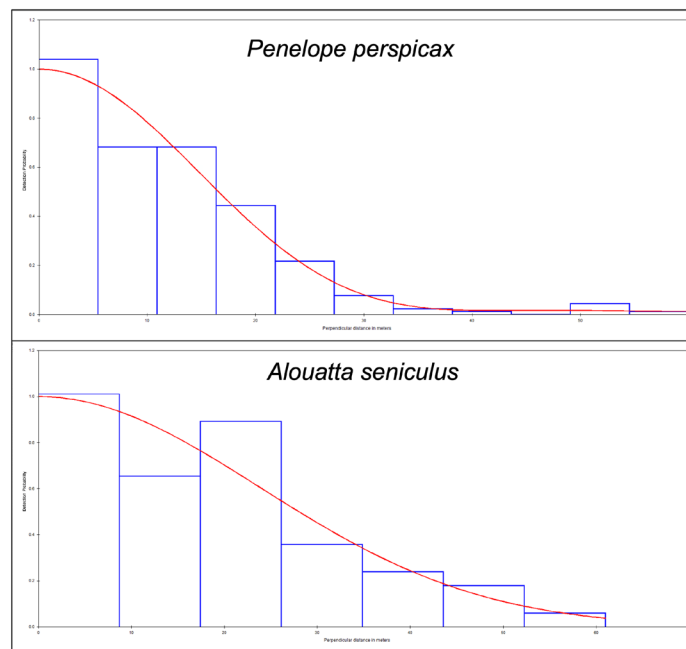 Penelope perspicax
1.2
1.0
0.8
0.6
0.4
0.2
0.0
Detection Probability
0 10 20 30 40 50
Perpendicular distance in meters
Alouatta seniculus
1.2
1.0
0.8
0.6
0.4
0.2
0.0
Detection Probability
0 10 20 30 40 50 60
Perpendicular distance in meters